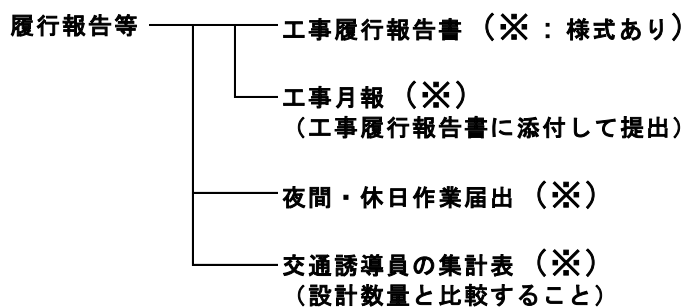 履行報告等
工事履行報告書（※：様式あり）
工事月報（※）
（工事履行報告書に添付して提出）
夜間・休日作業届出（※）
交通誘導員の集計表（※）
（設計数量と比較すること）